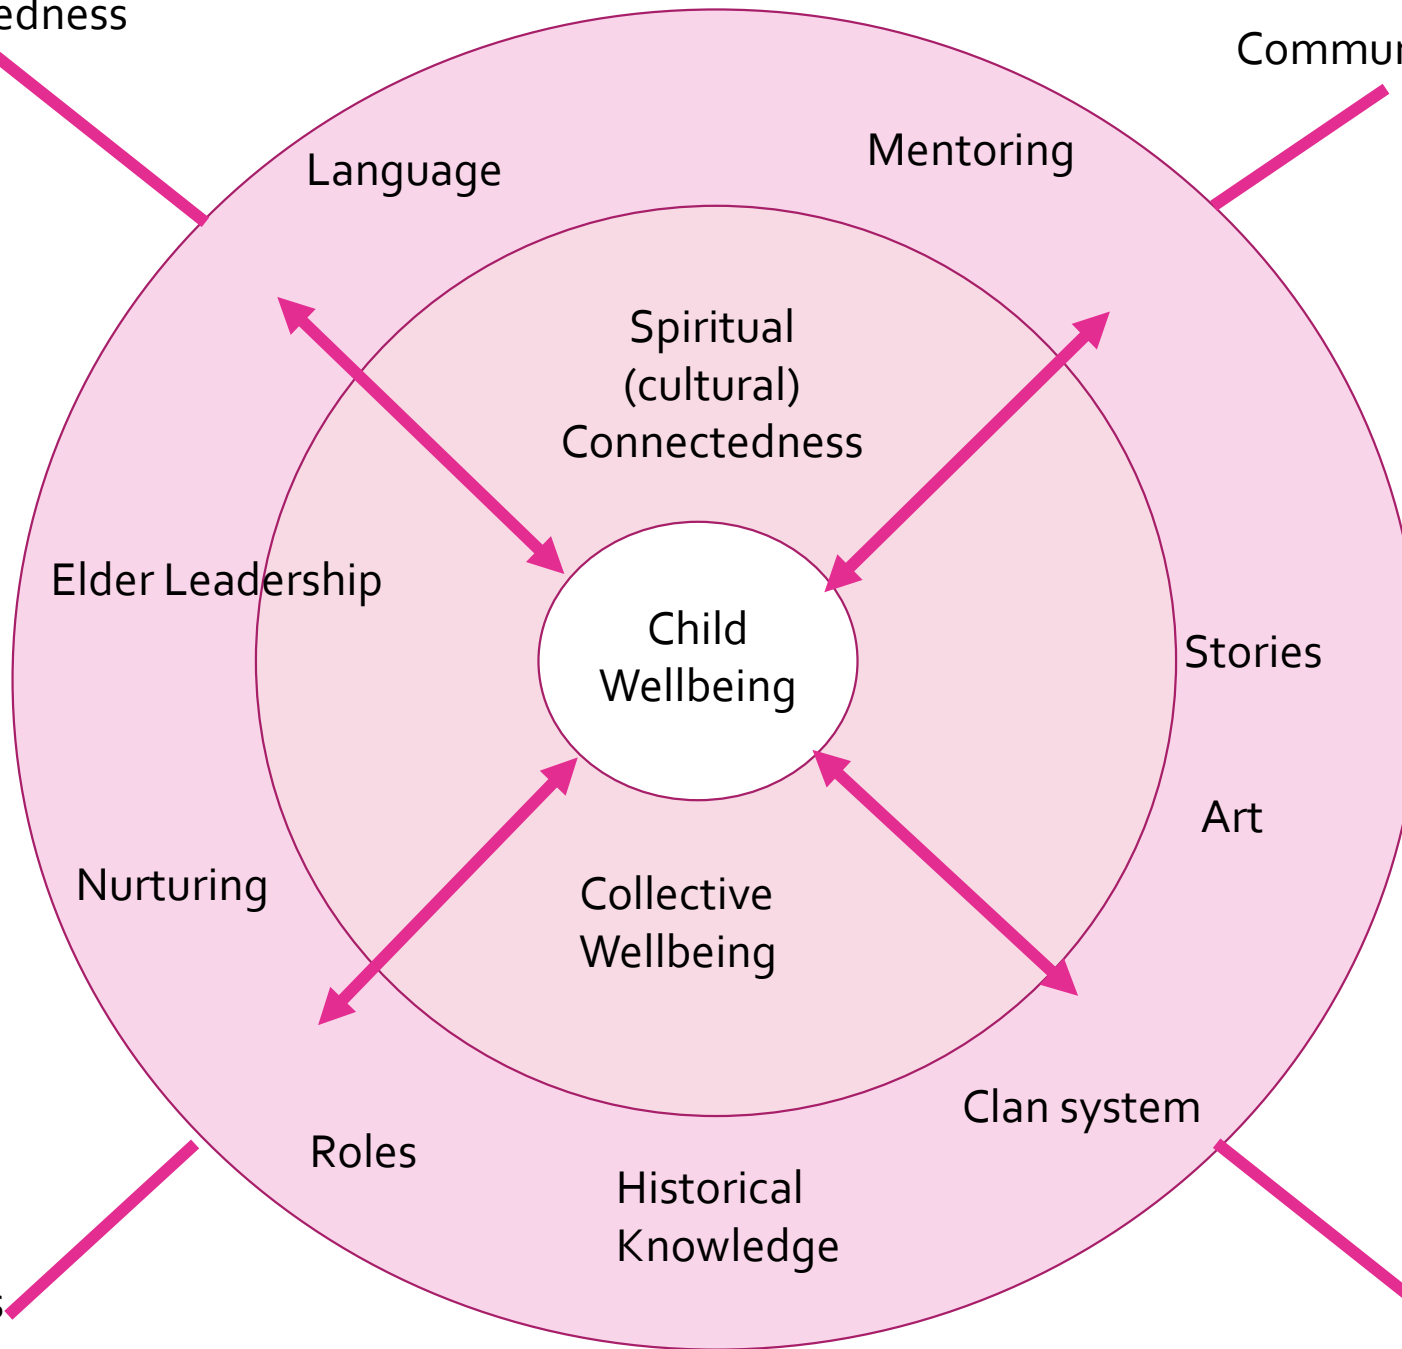 Language
Mentoring
Spiritual
(cultural)
Connectedness
Elder Leadership
Child
Wellbeing
Stories
Art
Nurturing
Collective
Wellbeing
Clan system
Roles
Historical
Knowledge